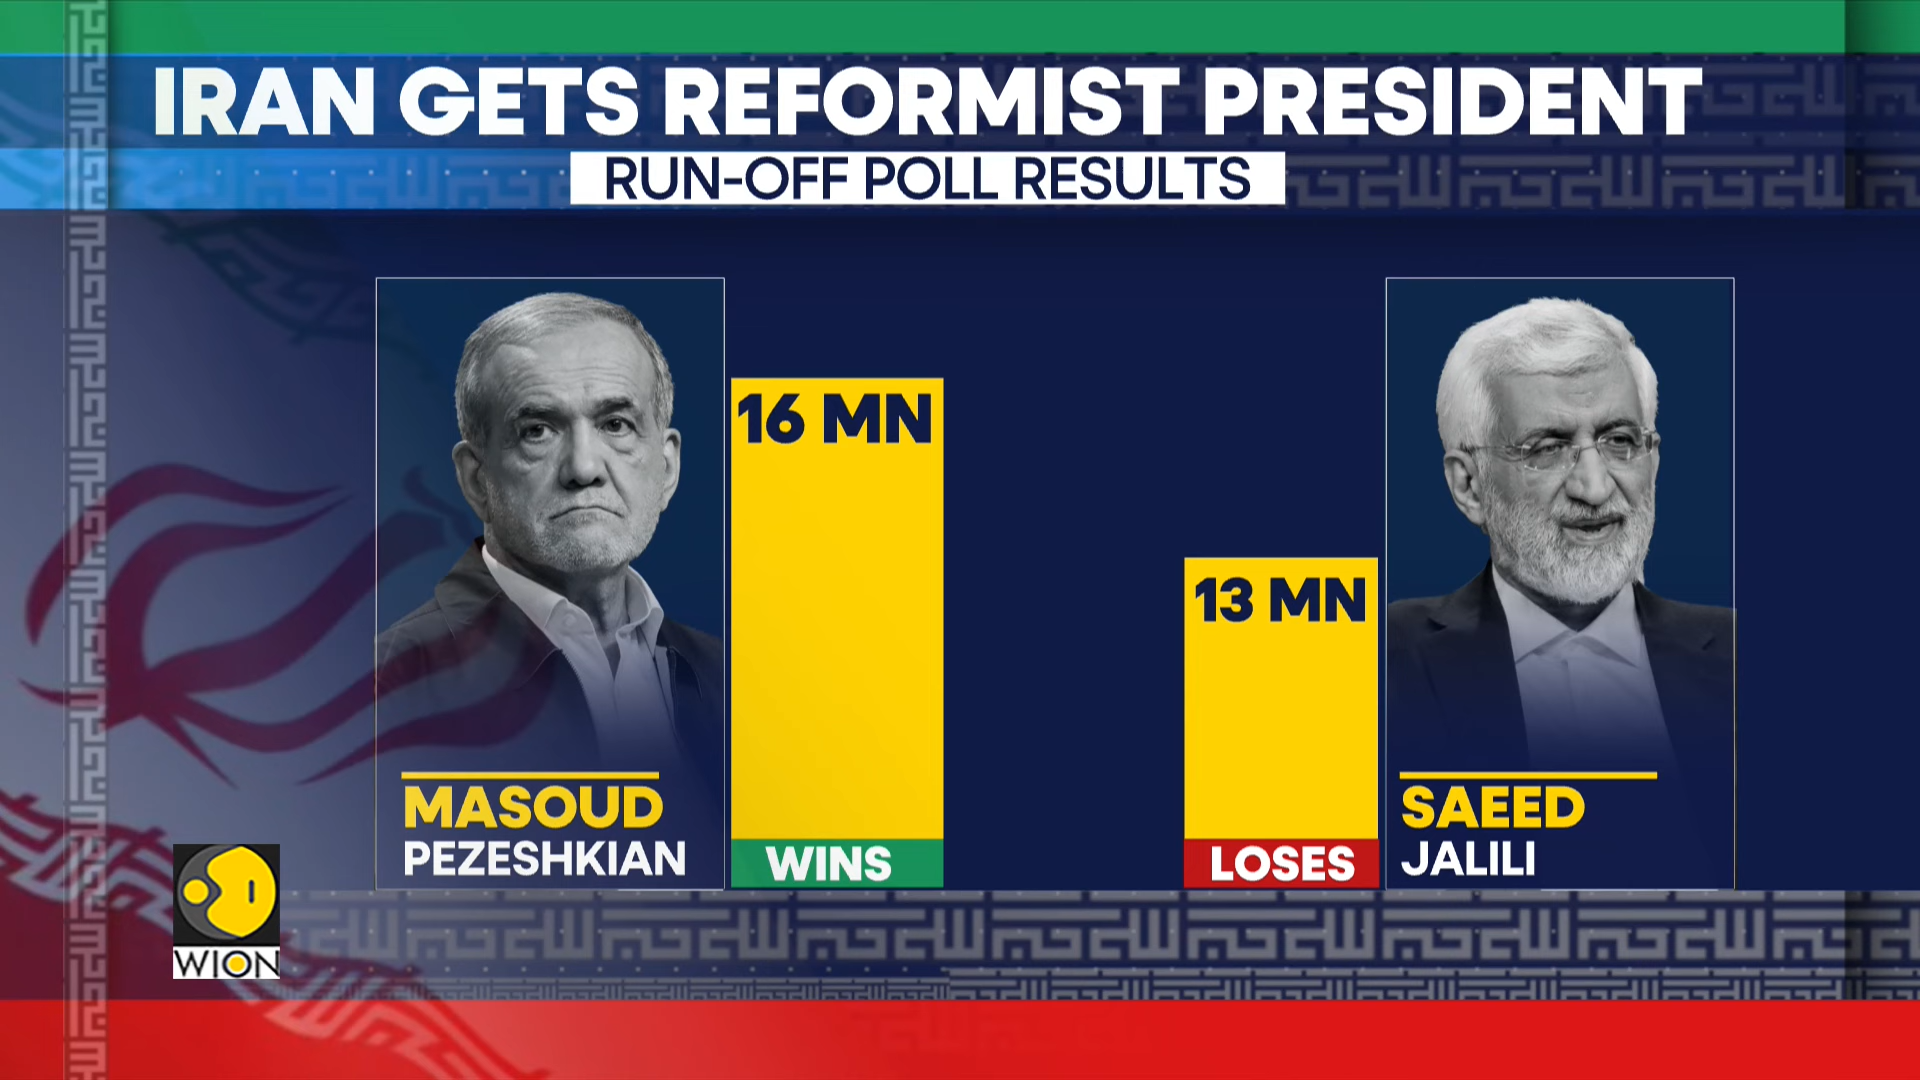 IRAN GETS REFORMIST PRESIDENT
RUN-OFF POLL RESULTS
16 MN
13 MN
MASOUD
PEZESHKIAN
WINS
LOSES
SAEED
JALILI
WION